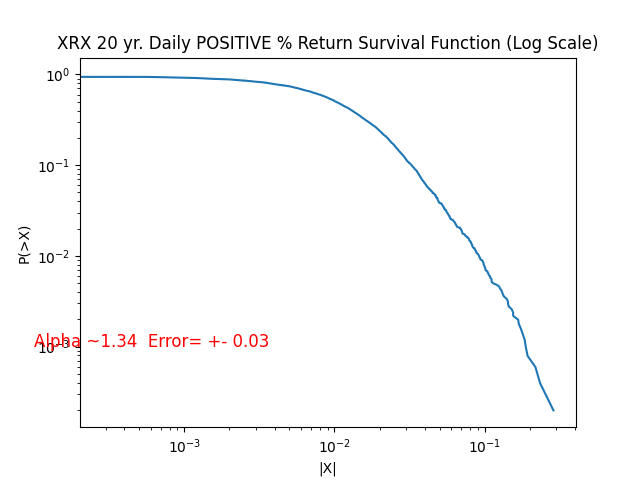 XRX 20 yr. Daily POSITIVE % Return Survival Function (Log Scale)
10⁰
10⁻¹
P(>X)
10⁻²
10⁻³
Alpha ~1.34  Error= +- 0.03
10⁻³
10⁻²
10⁻¹
|X|